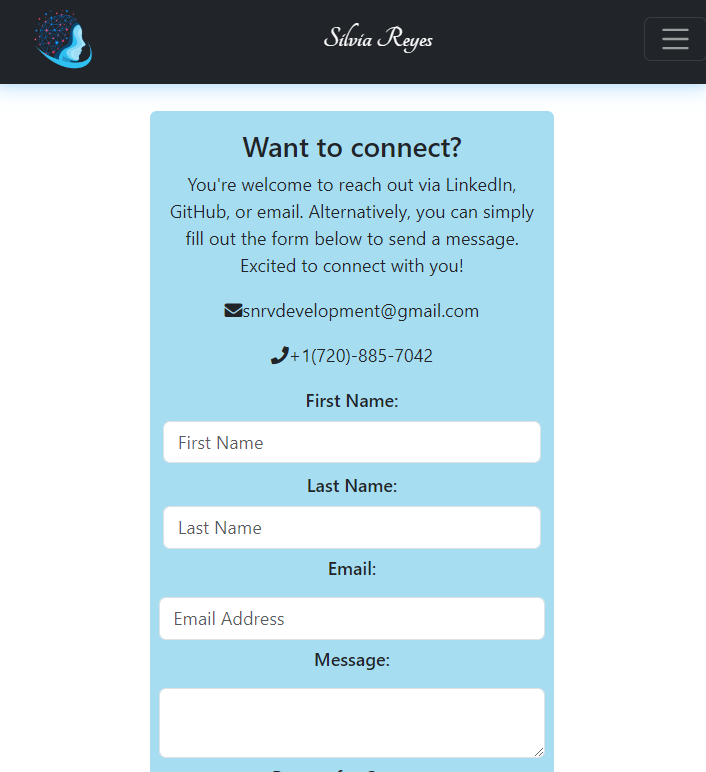 Silvia Reyes
Want to connect?
You're welcome to reach out via LinkedIn,
GitHub, or email. Alternatively, you can simply
fill out the form below to send a message.
Excited to connect with you!
snrvdevelopment@gmail.com
+1(720)-885-7042
First Name:
First Name
Last Name:
Last Name
Email:
Email Address
Message: